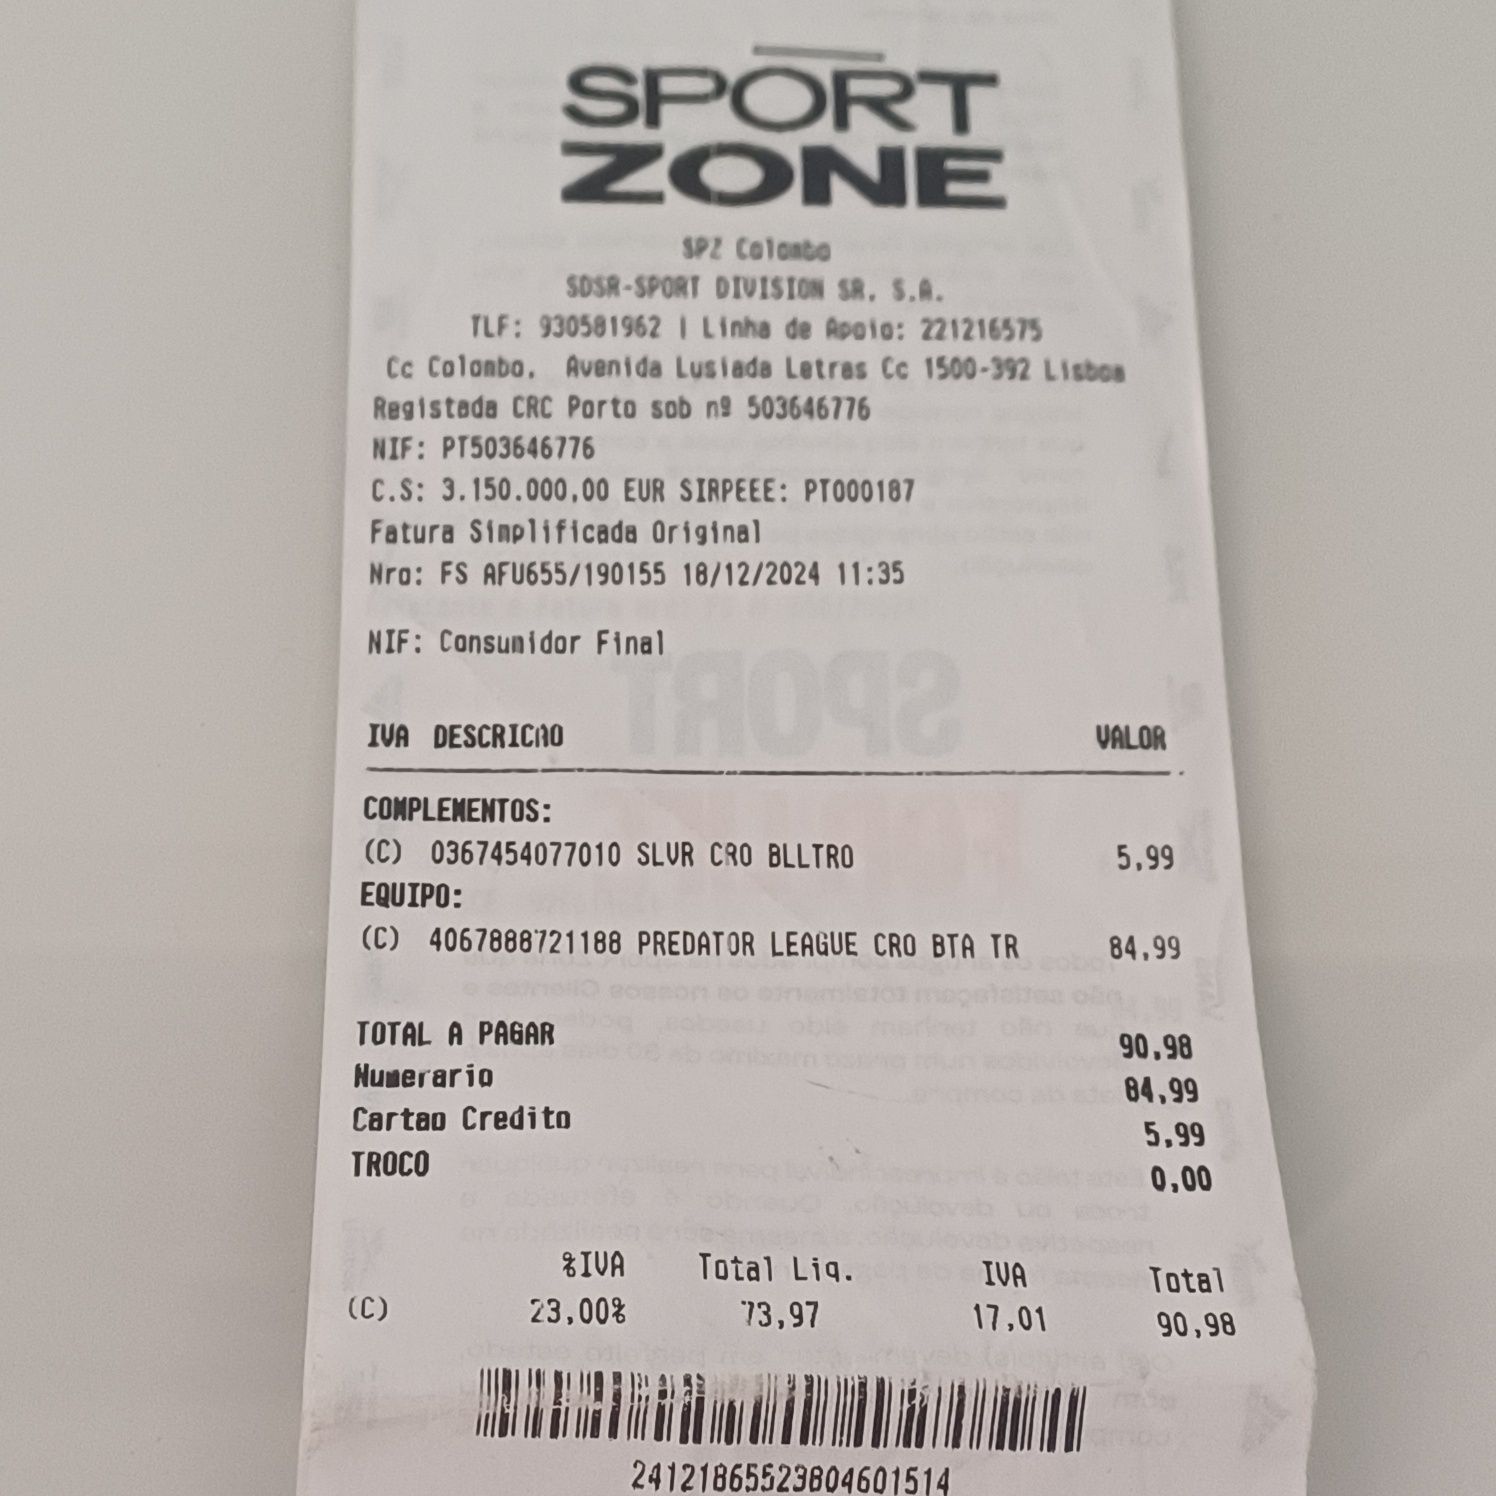 SPORT
ZONE
SPZ Colombo
SDSR-SPORT DIVISION SR, S.A.
TLF: 930581962 | Linha de Apoio: 221216575
Cc Colombo, Avenida Lusiada Letras Cc 1500-392 Lisboa
Registada CRC Porto sob nº 503646776
NIF: PT503646776
C.S: 3.150.000,00 EUR SIRPEEE: PT000187
Fatura Simplificada Original
Nro: FS AFU655/190155 18/12/2024 11:35
NIF: Consumidor Final
IVA DESCRICAO VALOR
COMPLEMENTOS:
(C) 0367454077010 SLVR CRO BLLTRO 5,99
EQUIPO:
(C) 4067888721188 PREDATOR LEAGUE CRO BTA TR 84,99
TOTAL A PAGAR 90,98
Numerario 84,99
Cartao Credito 5,99
TROCO 0,00
%IVA Total Liq. IVA Total
(C) 23,00% 73,97 17,01 90,98
24121865523804601514